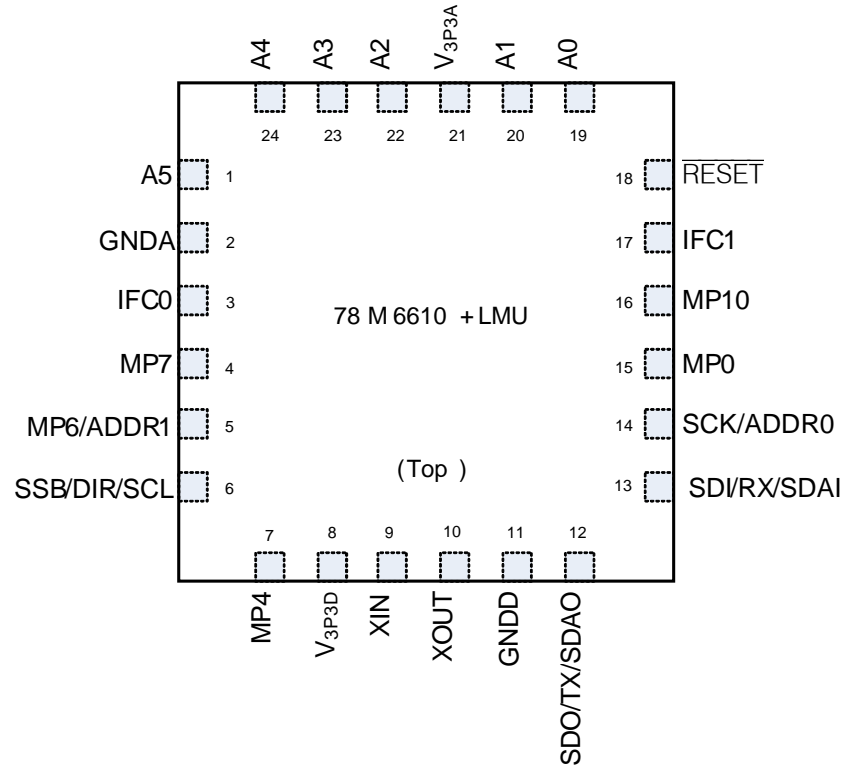 A4 A3 A2 V3P3A A1 A0
24 23 22 21 20 19
A5 1 18 RESET
GNDA 2 17 IFC1
IFC0 3 16 MP10
78 M 6610 + LMU
MP7 4 15 MP0
MP6/ADDR1 5 14 SCK/ADDR0
(Top )
SSB/DIR/SCL 6 13 SDI/RX/SDAI
7 8 9 10 11 12
MP4 V3P3D XIN XOUT GNDD SDO/TX/SDAO